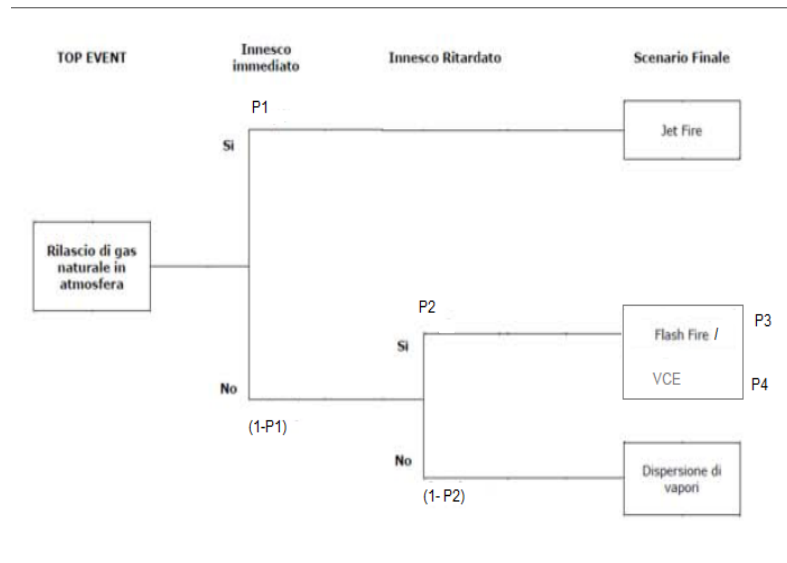 TOP EVENT
Innesco
immediato
Innesco Ritardato
Scenario Finale
P1
Si
Jet Fire
Rilascio di gas
naturale in
atmosfera
P2
Si
Flash Fire /
VCE
P3
P4
No
(1-P1)
No
(1- P2)
Dispersione di
vapori